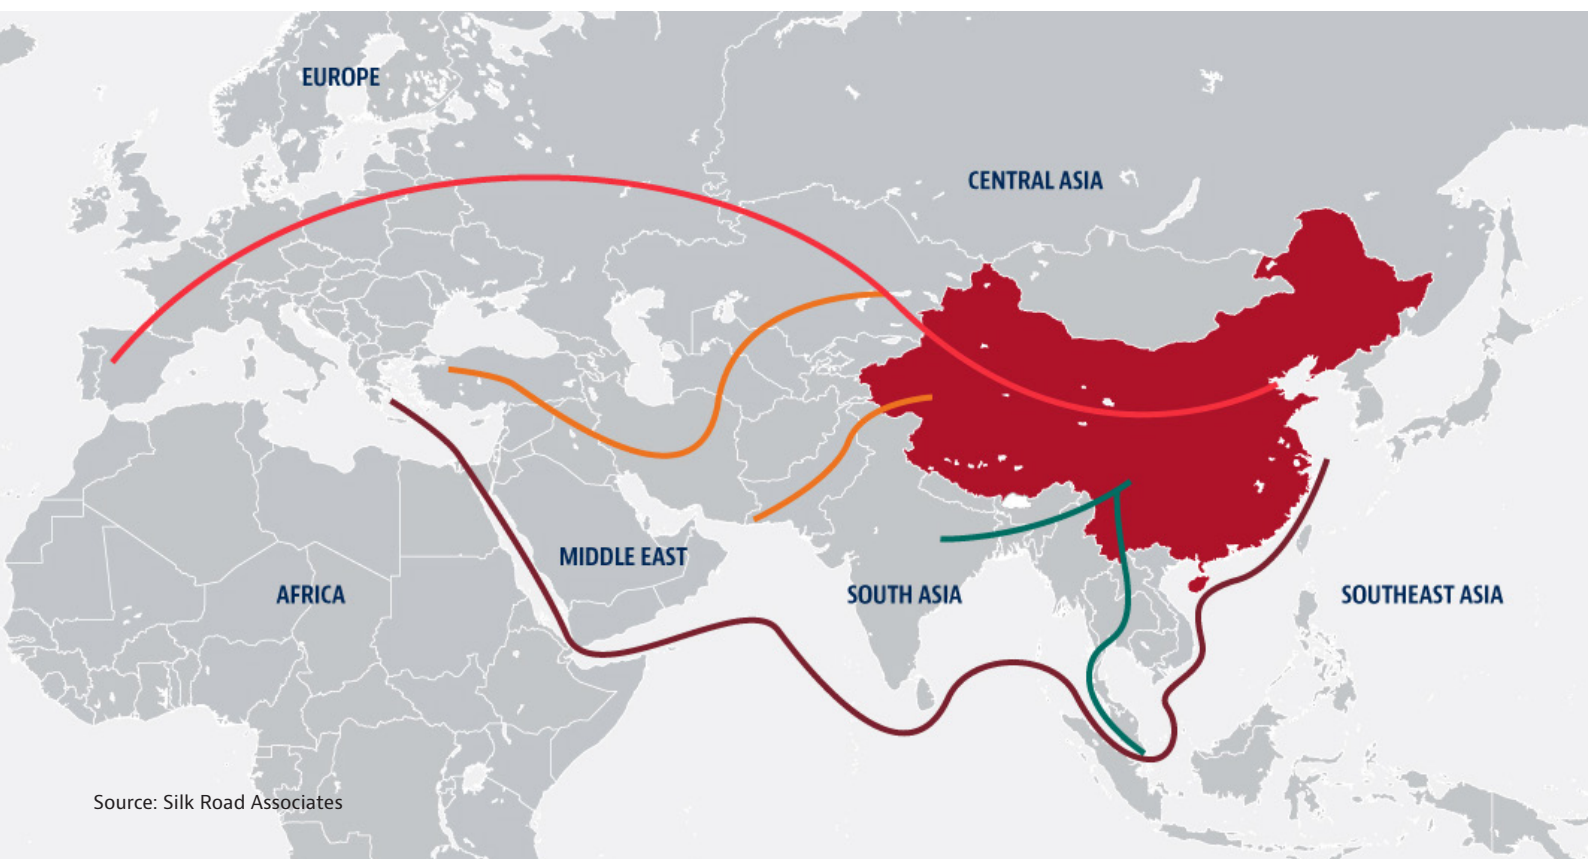 EUROPE
CENTRAL ASIA
MIDDLE EAST
AFRICA
SOUTH ASIA
SOUTHEAST ASIA
Source: Silk Road Associates